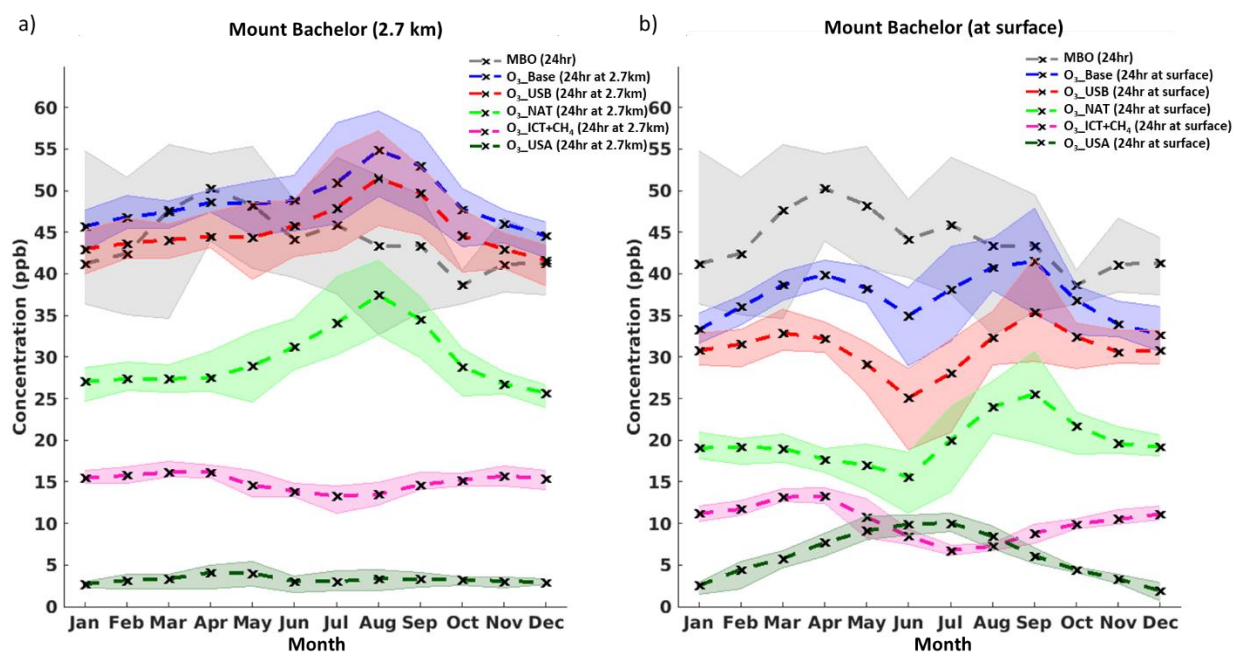 a)
Mount Bachelor (2.7 km)
MBO (24hr)
O₃_Base (24hr at 2.7km)
O₃_USB (24hr at 2.7km)
O₃_NAT (24hr at 2.7km)
O₃_ICT+CH₄ (24hr at 2.7km)
O₃_USA (24hr at 2.7km)
Concentration (ppb)
60
55
50
45
40
35
30
25
20
15
10
5
0
Jan Feb Mar Apr May Jun Jul Aug Sep Oct Nov Dec
Month
b)
Mount Bachelor (at surface)
MBO (24hr)
O₃_Base (24hr at surface)
O₃_USB (24hr at surface)
O₃_NAT (24hr at surface)
O₃_ICT+CH₄ (24hr at surface)
O₃_USA (24hr at surface)
Concentration (ppb)
60
55
50
45
40
35
30
25
20
15
10
5
0
Jan Feb Mar Apr May Jun Jul Aug Sep Oct Nov Dec
Month